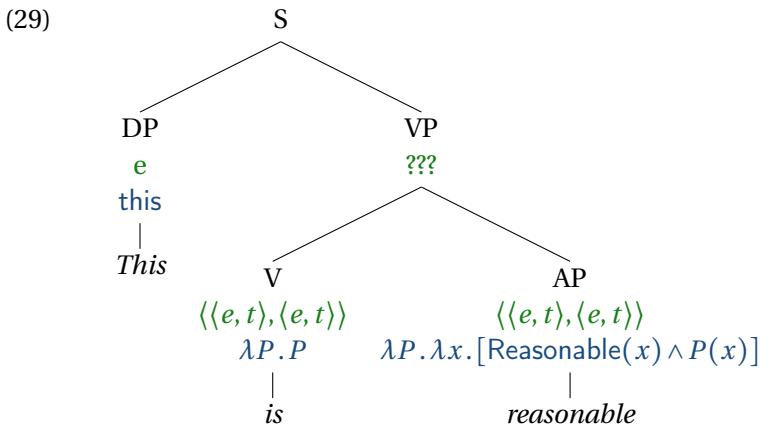 (29) S
DP VP
e ???
this
This
V AP
⟨⟨e, t⟩,⟨e, t⟩⟩ ⟨⟨e, t⟩,⟨e, t⟩⟩
λP.P λP.λx.[Reasonable(x) ∧ P(x)]
is reasonable